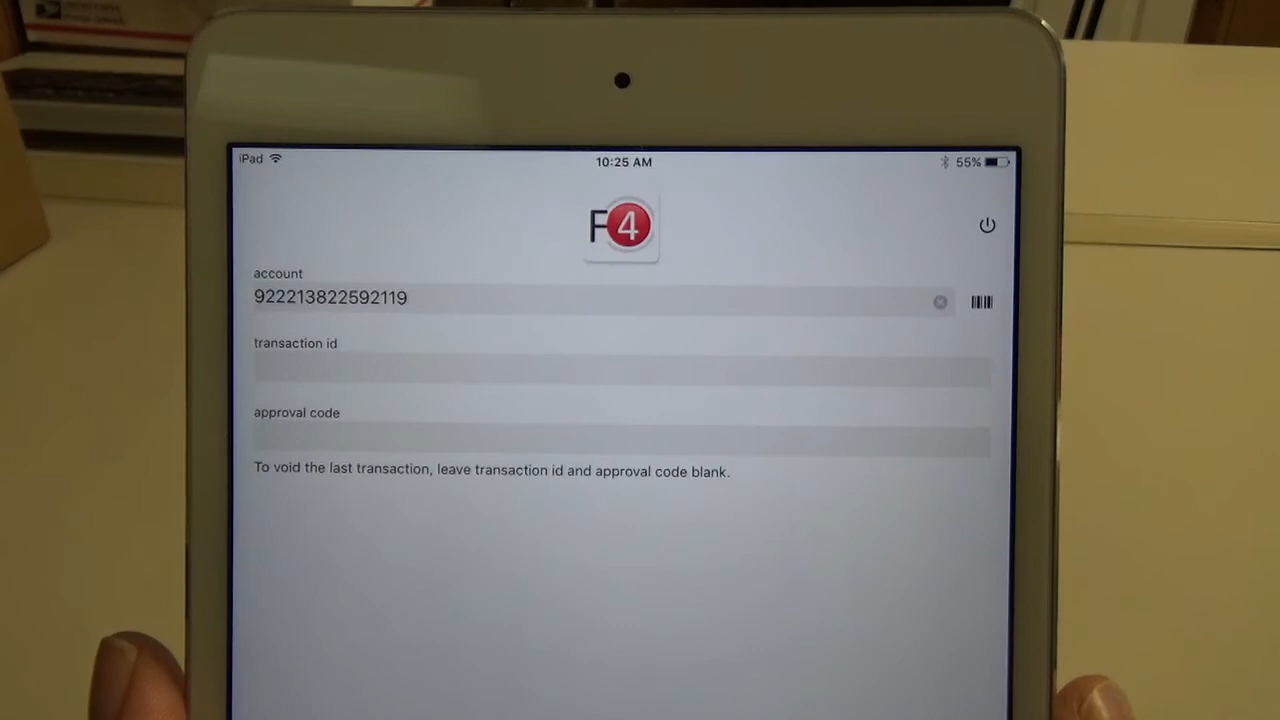 iPad 10:25 AM 55%
F4
account
922213822592119
transaction id
approval code
To void the last transaction, leave transaction id and approval code blank.